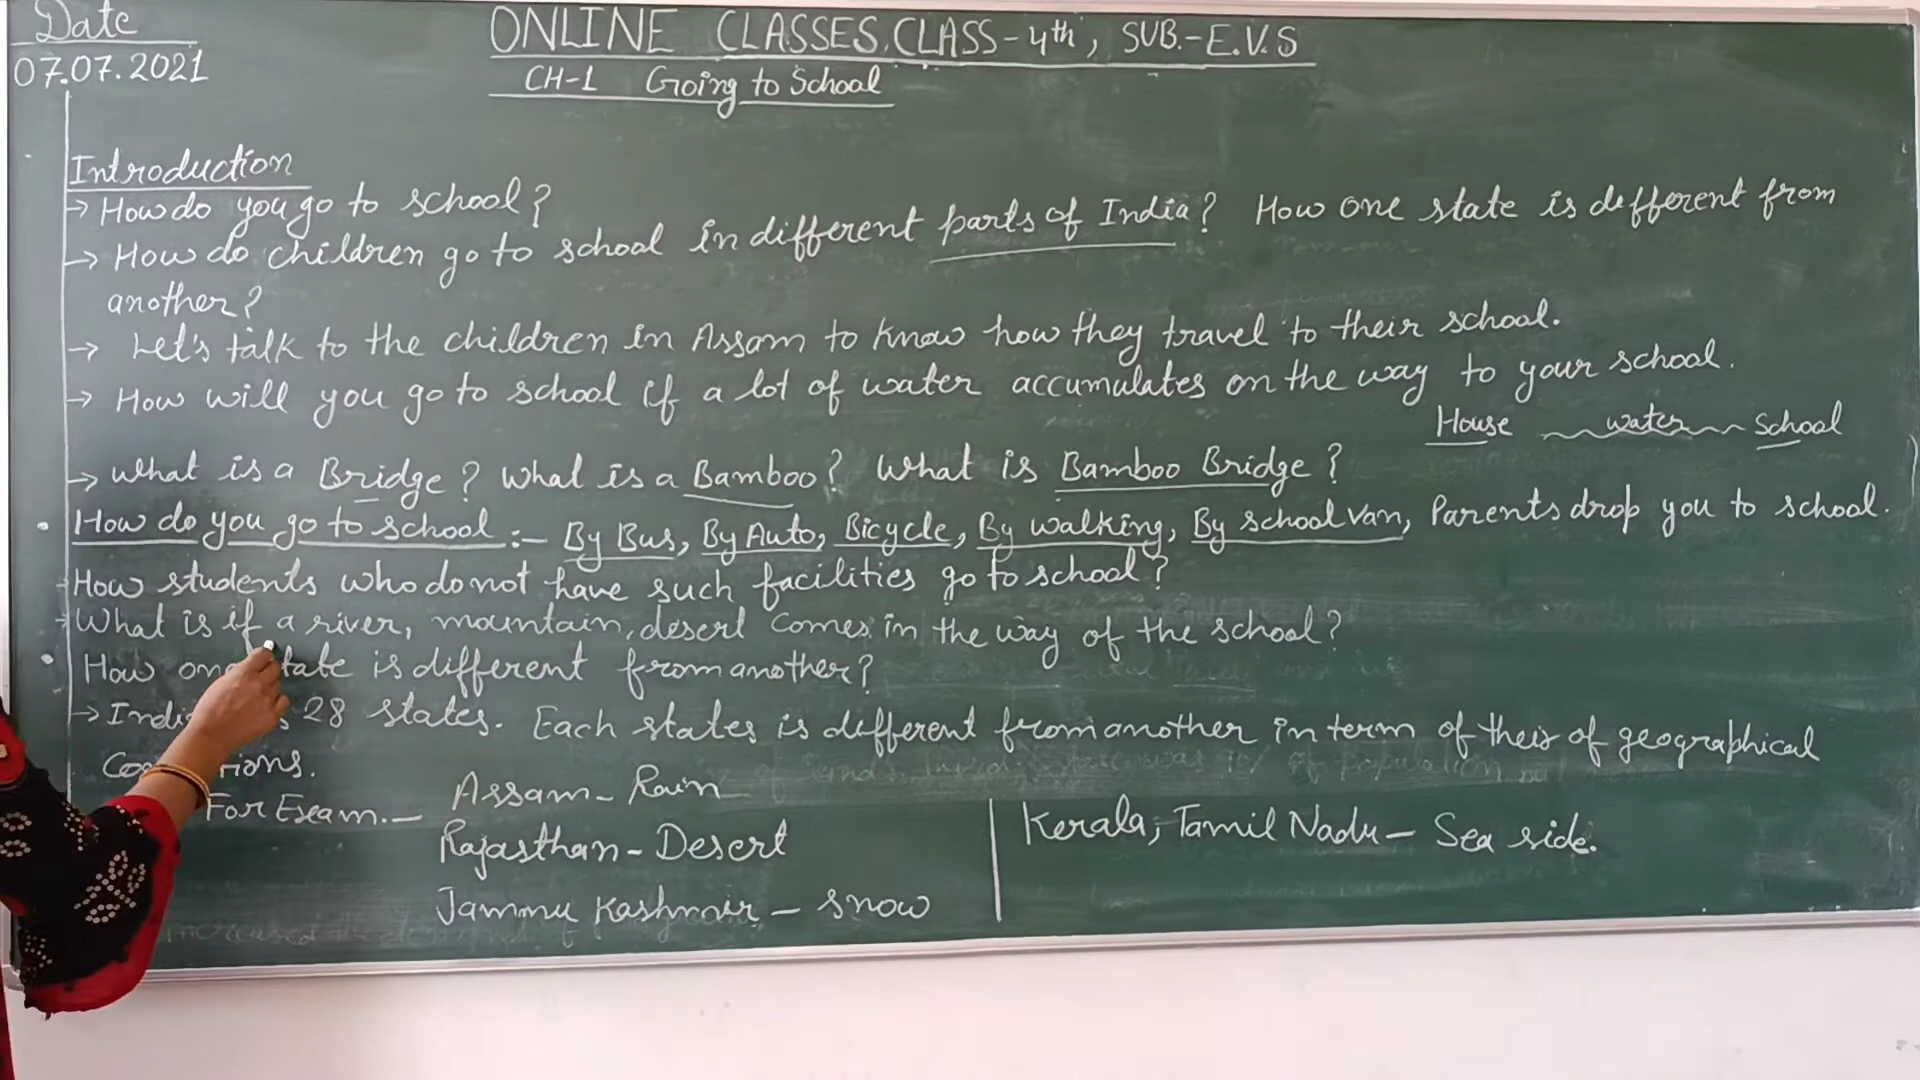 Date
07.07.2021
ONLINE CLASSES, CLASS-4th, SUB.-E.V.S
CH-1 Going to School
Introduction
→ How do you go to school?
→ How do children go to school in different parts of India? How one state is different from
another?
→ Let's talk to the children in Assam to know how they travel to their school.
→ How will you go to school if a lot of water accumulates on the way to your school.
House water School
→ What is a Bridge? What is a Bamboo? What is Bamboo Bridge?
• How do you go to school :- By Bus, By Auto, Bicycle, By walking, By school van, Parents drop you to school.
→ How students who do not have such facilities go to school?
→ What is if a river, mountain, desert comes in the way of the school?
• How one state is different from another?
→ 28 states. Each states is different from another in term of their of geographical
For Exam.-
Assam- Rain
Rajasthan- Desert
Jammu Kashmir - snow
Kerala, Tamil Nadu- Sea side.